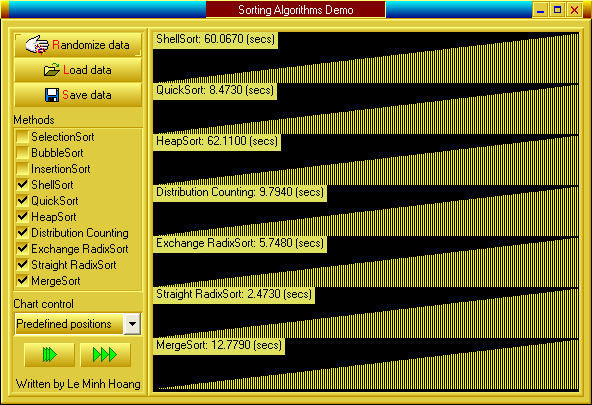 Sorting Algorithms Demo
Randomize data
Load data
Save data
Methods
SelectionSort
BubbleSort
InsertionSort
ShellSort
QuickSort
HeapSort
Distribution Counting
Exchange RadixSort
Straight RadixSort
MergeSort
Chart control
Predefined positions
Written by Le Minh Hoang
ShellSort: 60.0670 (secs)
QuickSort: 8.4730 (secs)
HeapSort: 62.1100 (secs)
Distribution Counting: 9.7940 (secs)
Exchange RadixSort: 5.7480 (secs)
Straight RadixSort: 2.4730 (secs)
MergeSort: 12.7790 (secs)